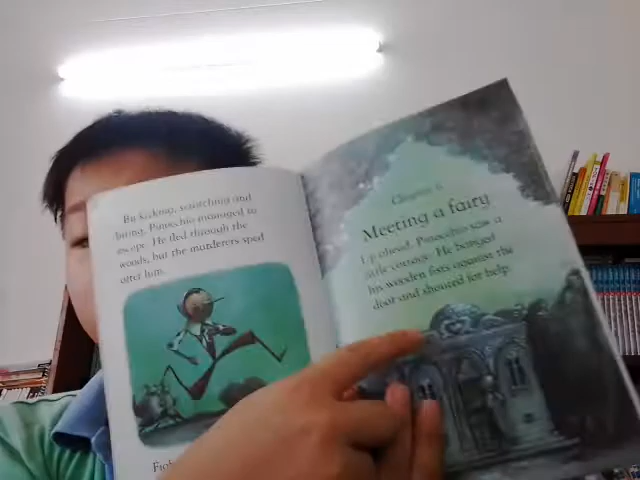 By kicking, scratching and
biting, Pinocchio managed to
escape. He fled through the
woods, but the murderers sped
after him.
Chapter
Meeting a fairy
Up ahead, Pinocchio saw a
little cottage. He banged
his wooden fists against the
door and shouted for help.